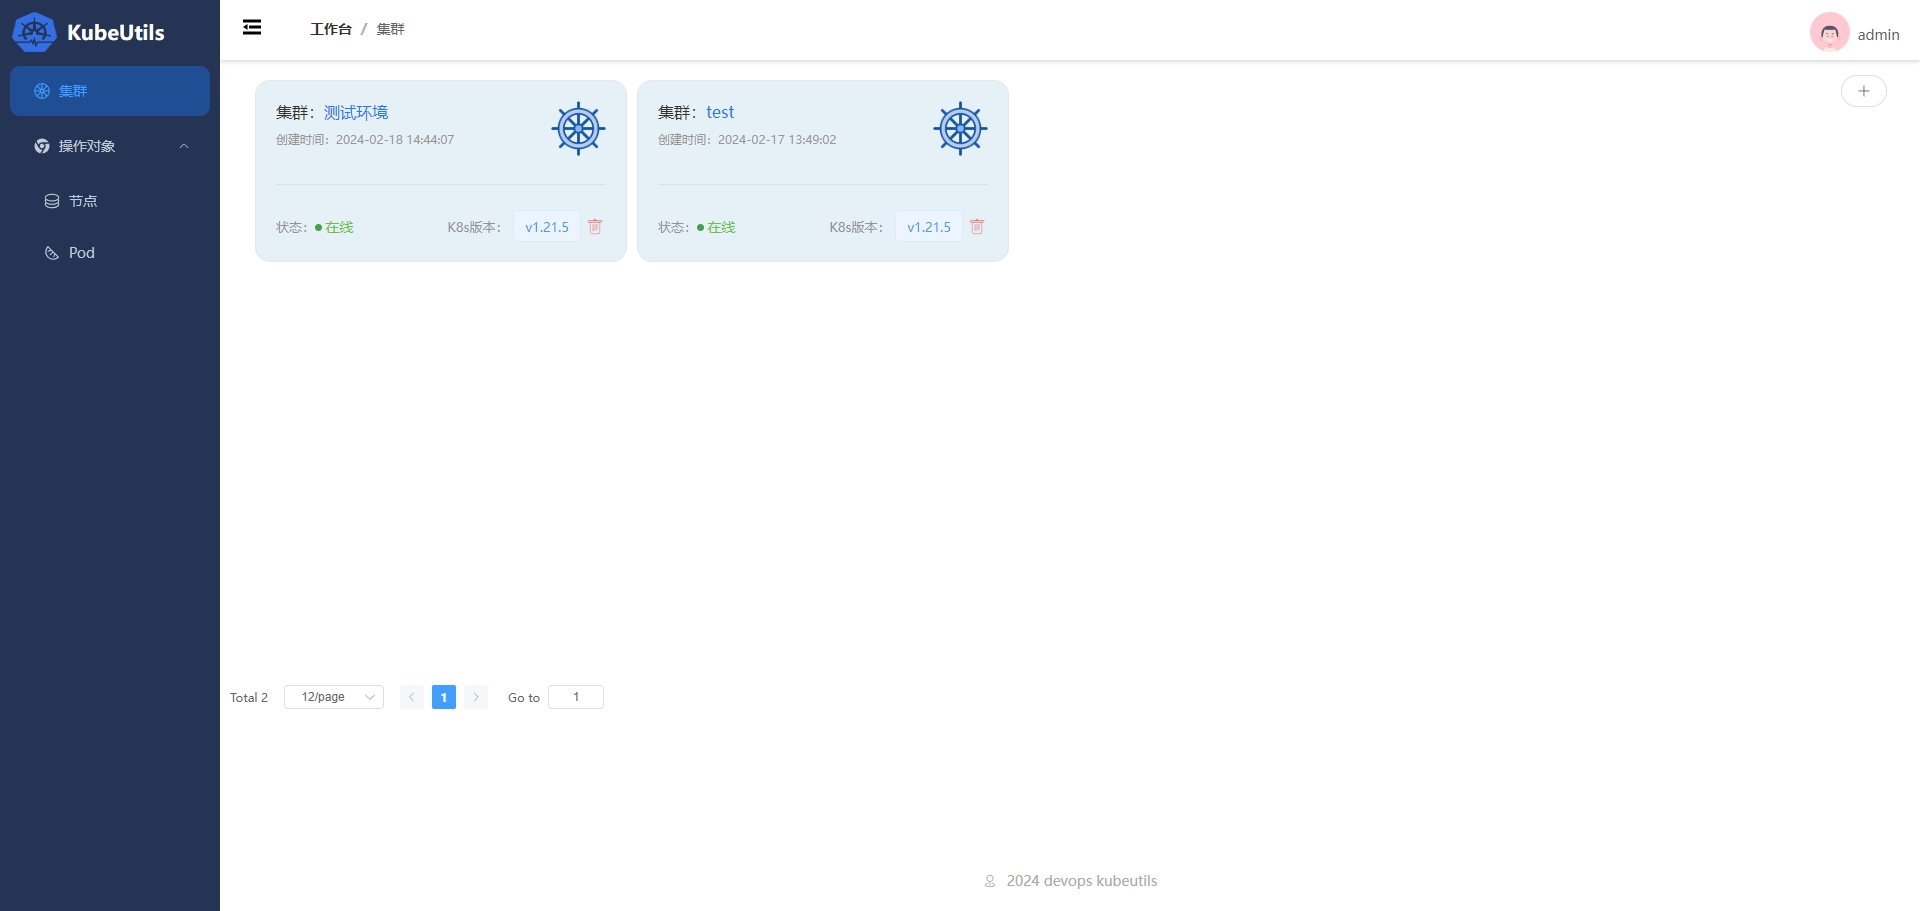 KubeUtils
集群
操作对象
节点
Pod
工作台 / 集群
admin
集群：测试环境
创建时间：2024-02-18 14:44:07
状态：在线 K8s版本： v1.21.5
集群：test
创建时间：2024-02-17 13:49:02
状态：在线 K8s版本： v1.21.5
Total 2 12/page 1 Go to 1
2024 devops kubeutils